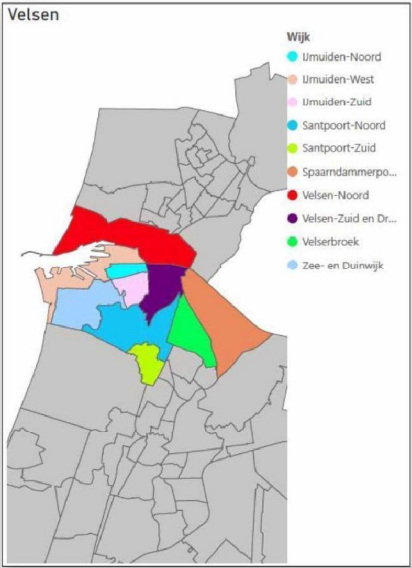 Velsen
Wijk
IJmuiden-Noord
IJmuiden-West
IJmuiden-Zuid
Santpoort-Noord
Santpoort-Zuid
Spaarndammerpo...
Velsen-Noord
Velsen-Zuid en Dr...
Velserbroek
Zee- en Duinwijk